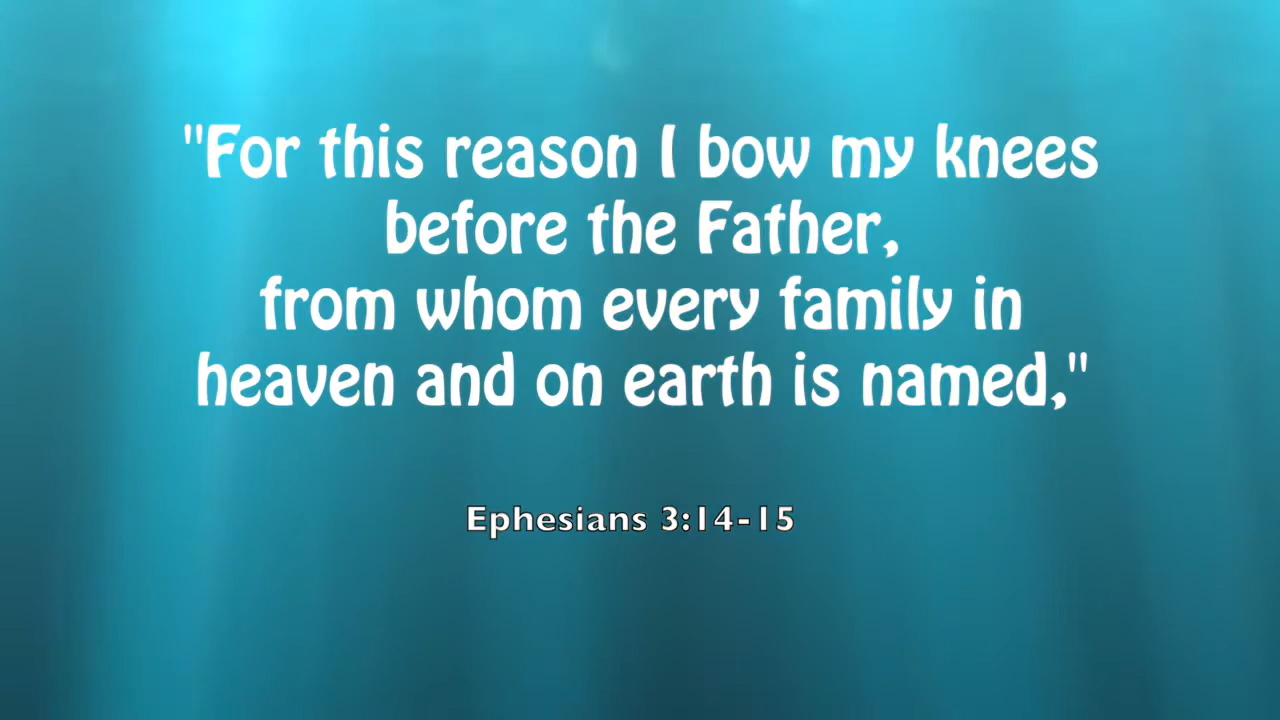 "For this reason I bow my knees
before the Father,
from whom every family in
heaven and on earth is named,"
Ephesians 3:14-15